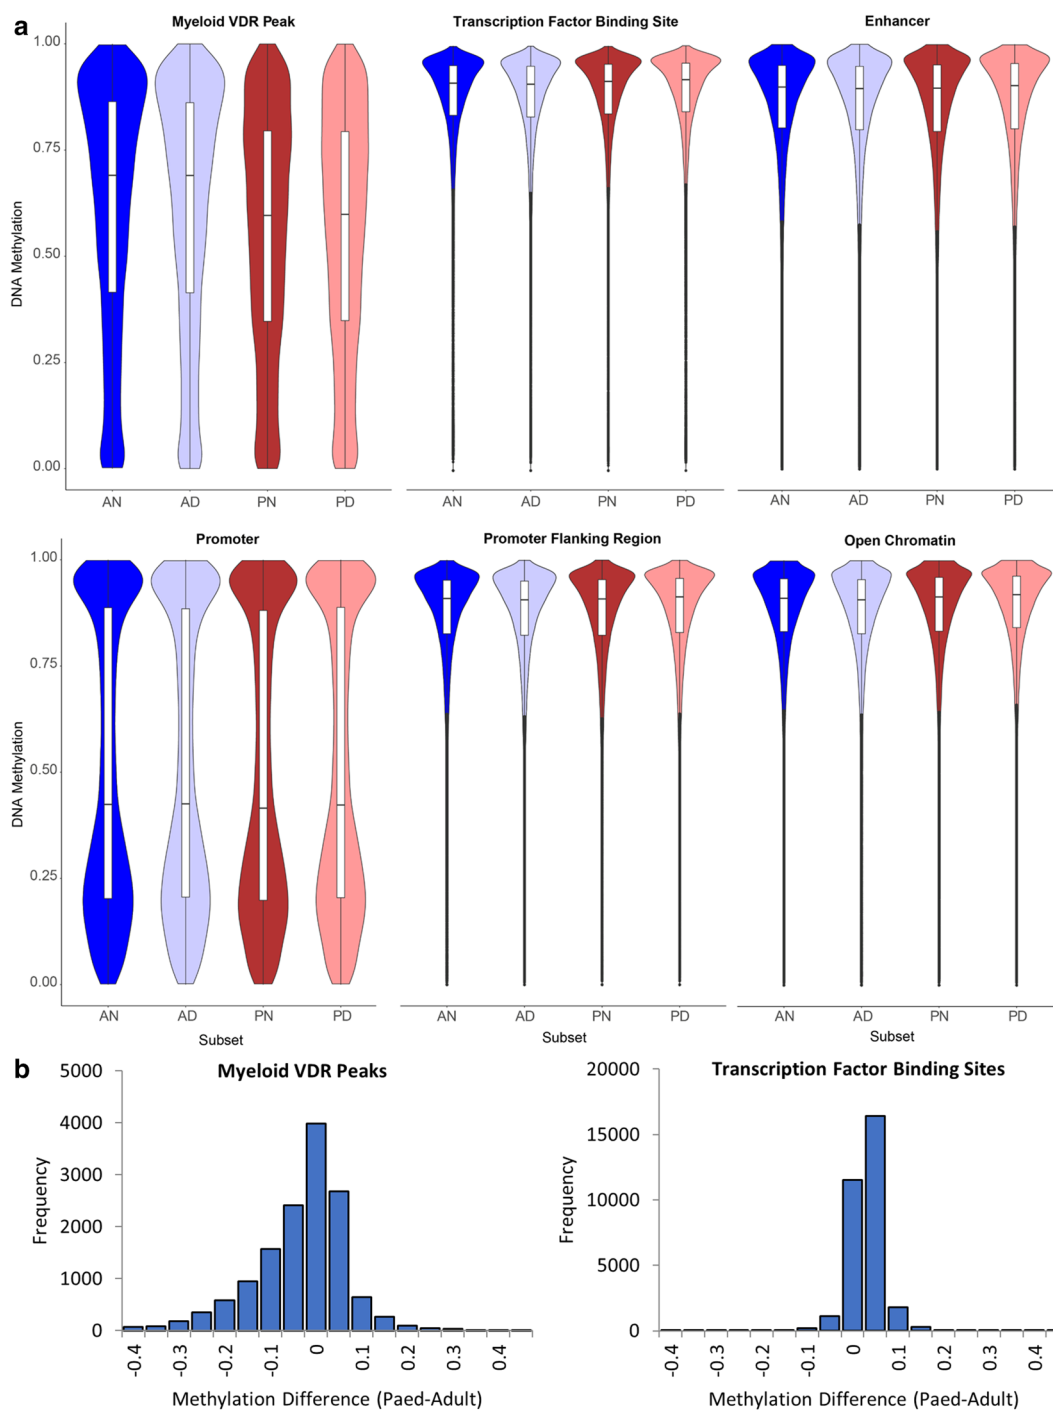 a
Myeloid VDR Peak
Transcription Factor Binding Site
Enhancer
DNA Methylation
1.00
0.75
0.50
0.25
0.00
AN AD PN PD
AN AD PN PD
AN AD PN PD
Promoter
Promoter Flanking Region
Open Chromatin
DNA Methylation
1.00
0.75
0.50
0.25
0.00
AN AD PN PD
AN AD PN PD
AN AD PN PD
Subset
Subset
Subset
b
Myeloid VDR Peaks
Frequency
5000
4000
3000
2000
1000
0
-0.4 -0.3 -0.2 -0.1 0 0.1 0.2 0.3 0.4
Methylation Difference (Paed-Adult)
Transcription Factor Binding Sites
Frequency
20000
15000
10000
5000
0
-0.4 -0.3 -0.2 -0.1 0 0.1 0.2 0.3 0.4
Methylation Difference (Paed-Adult)